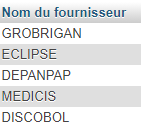 Nom du fournisseur
GROBRIGAN
ECLIPSE
DEPANPAP
MEDICIS
DISCOBOL